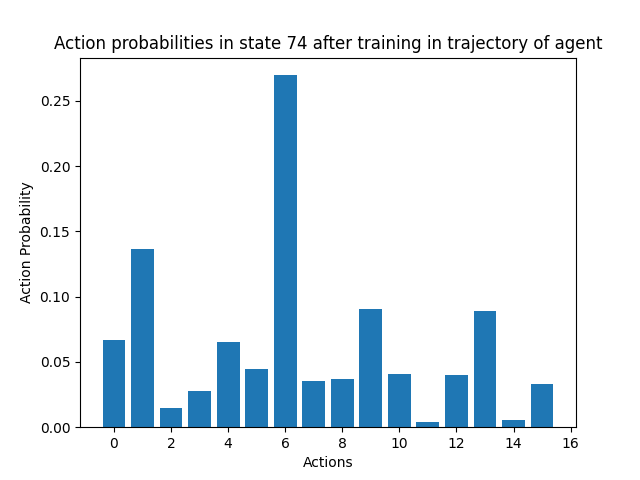 Action probabilities in state 74 after training in trajectory of agent
0.25
0.20
0.15
0.10
0.05
0.00
Action Probability
0 2 4 6 8 10 12 14 16
Actions